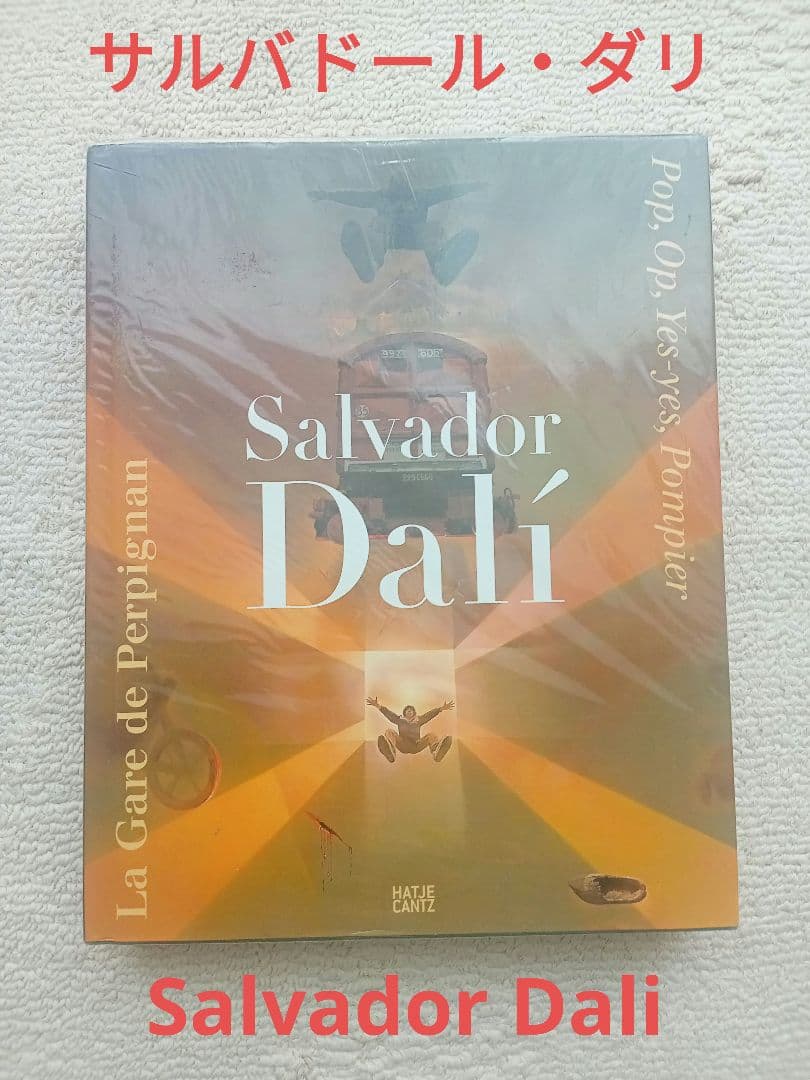 サルバドール・ダリ
Pop, Op, Yes-yes, Pompier
Salvador
Dalí
La Gare de Perpignan
HATJE
CANTZ
Salvador Dali